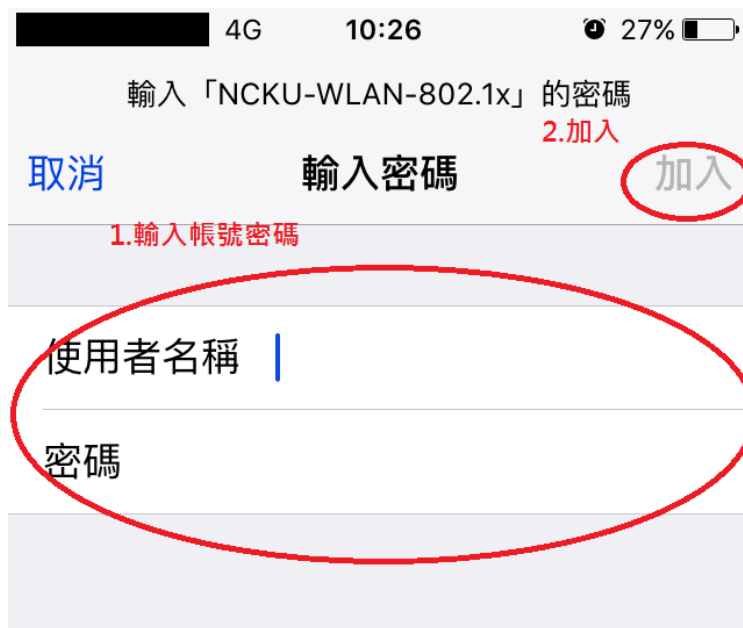 4G 10:26 27%
輸入「NCKU-WLAN-802.1x」的密碼
2.加入
取消 輸入密碼 加入
1.輸入帳號密碼
使用者名稱
密碼